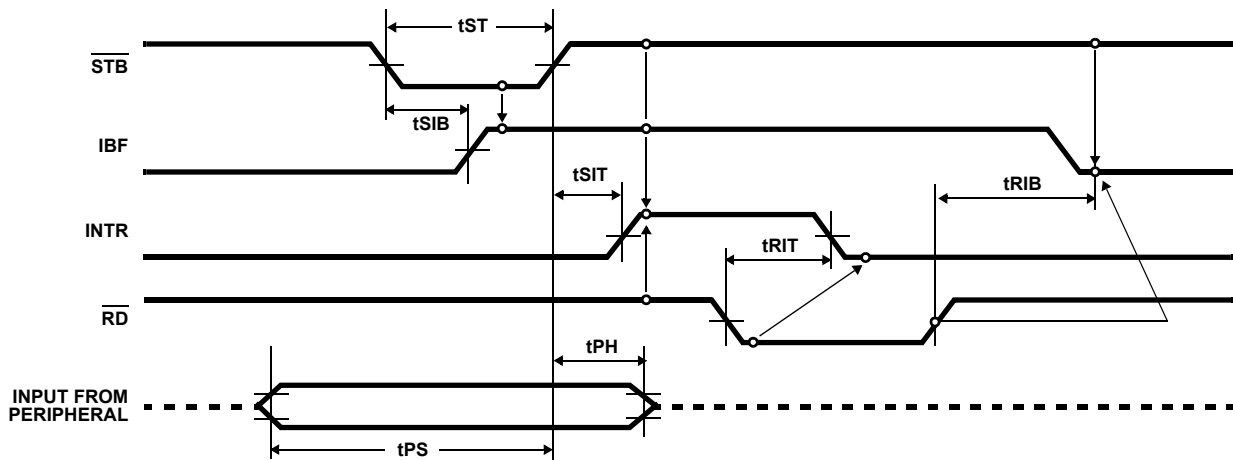 tST
STB
tSIB
IBF
tSIT
tRIB
INTR
tRIT
RD
tPH
INPUT FROM
PERIPHERAL
tPS